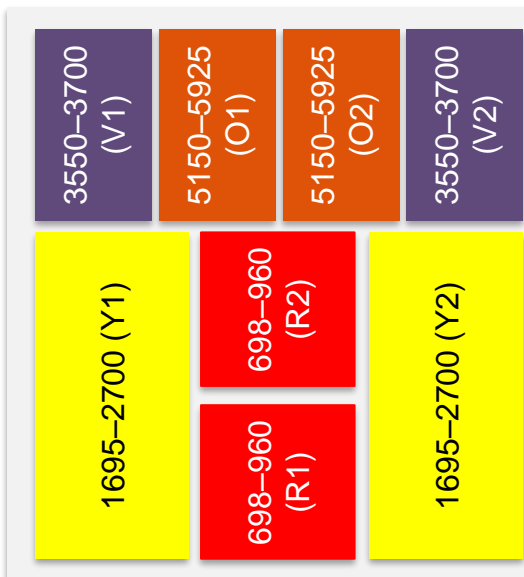 3550–3700
(V1)
5150–5925
(O1)
5150–5925
(O2)
3550–3700
(V2)
1695–2700 (Y1)
698–960
(R2)
698–960
(R1)
1695–2700 (Y2)